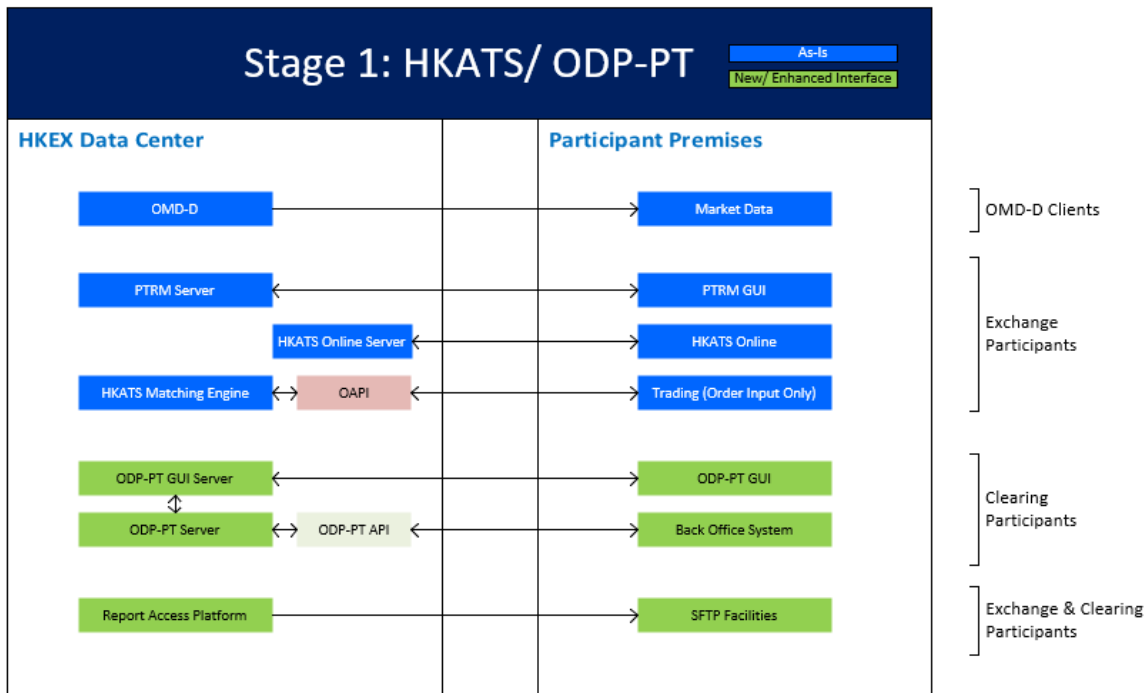 Stage 1: HKATS/ ODP-PT
As-Is
New/ Enhanced Interface
HKEX Data Center
Participant Premises
OMD-D
Market Data
OMD-D Clients
PTRM Server
PTRM GUI
HKATS Online Server
HKATS Online
Exchange
Participants
HKATS Matching Engine
OAPI
Trading (Order Input Only)
ODP-PT GUI Server
ODP-PT GUI
Clearing
Participants
ODP-PT Server
ODP-PT API
Back Office System
Report Access Platform
SFTP Facilities
Exchange & Clearing
Participants